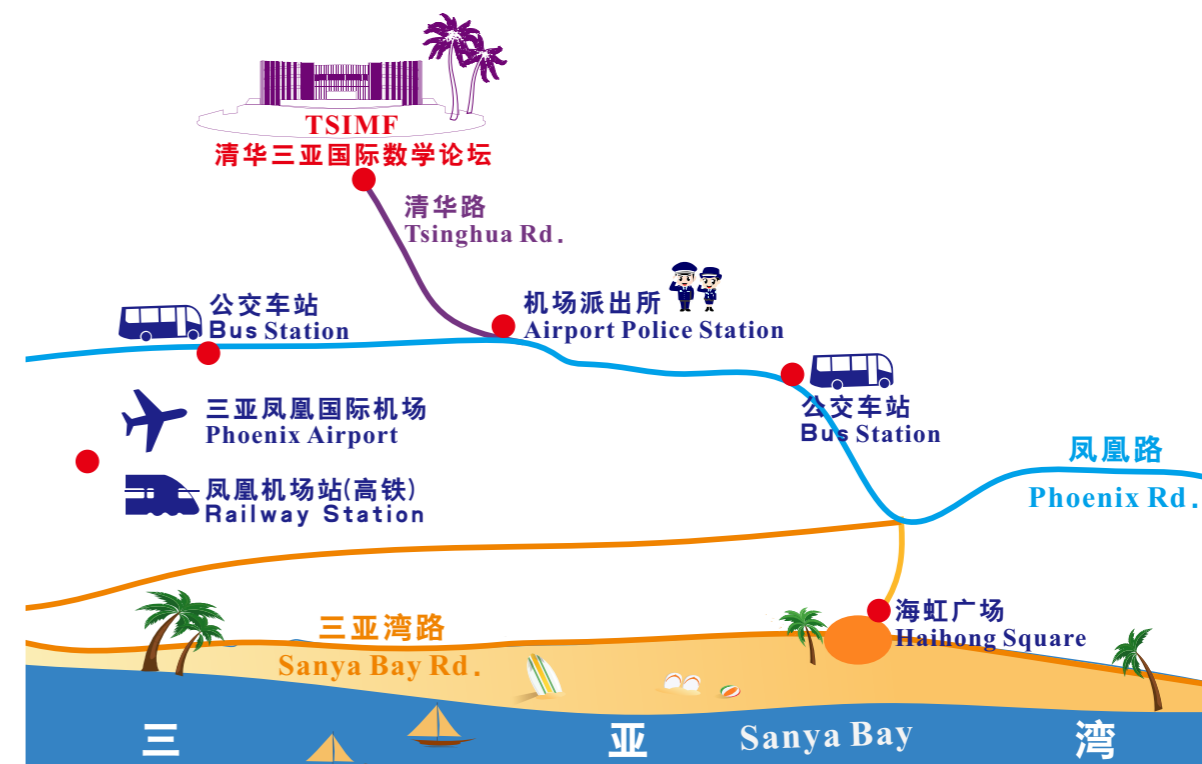 TSIMF
清华三亚国际数学论坛
清华路
Tsinghua Rd.
公交车站
Bus Station
机场派出所
Airport Police Station
公交车站
Bus Station
三亚凤凰国际机场
Phoenix Airport
凤凰路
Phoenix Rd.
凤凰机场站(高铁)
Railway Station
海虹广场
Haihong Square
三亚湾路
Sanya Bay Rd.
三 亚 Sanya Bay 湾